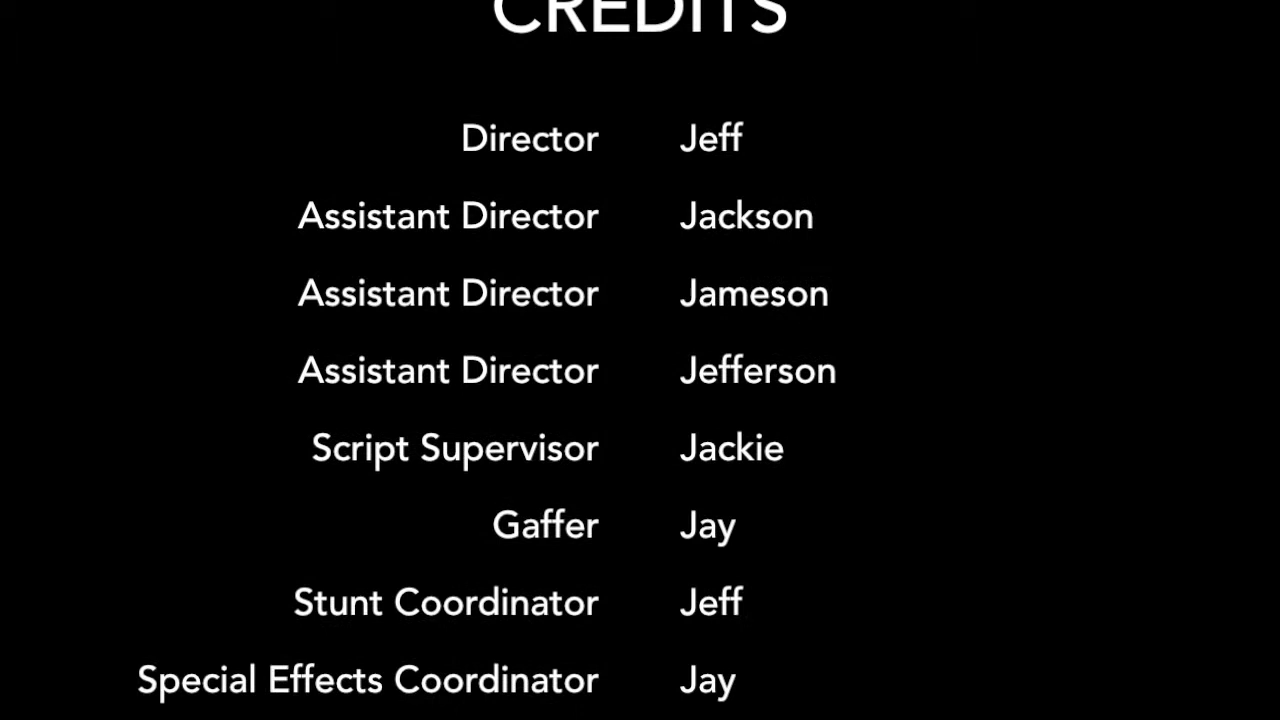 CREDITS
Director Jeff
Assistant Director Jackson
Assistant Director Jameson
Assistant Director Jefferson
Script Supervisor Jackie
Gaffer Jay
Stunt Coordinator Jeff
Special Effects Coordinator Jay